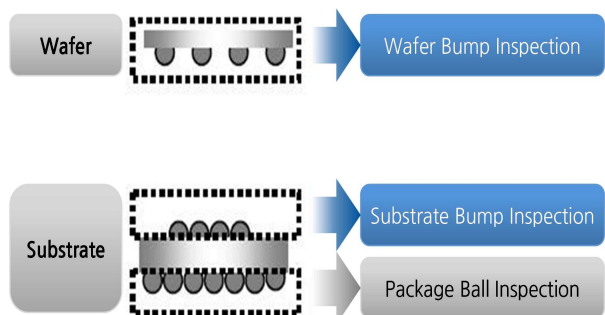 Wafer
Wafer Bump Inspection
Substrate
Substrate Bump Inspection
Package Ball Inspection